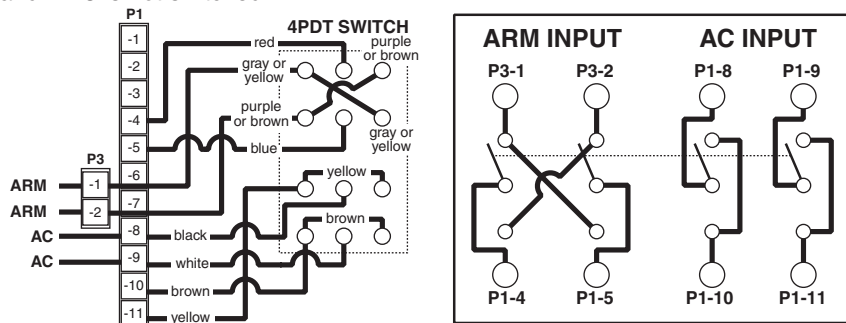 P1
4PDT SWITCH
-1
-2
-3
-4
-5
-6
-7
-8
-9
-10
-11
P3
-1
-2
ARM
ARM
AC
AC
red
purple
or brown
gray or
yellow
purple
or brown
gray or
yellow
blue
yellow
brown
black
white
brown
yellow
ARM INPUT
AC INPUT
P3-1
P3-2
P1-8
P1-9
P1-4
P1-5
P1-10
P1-11